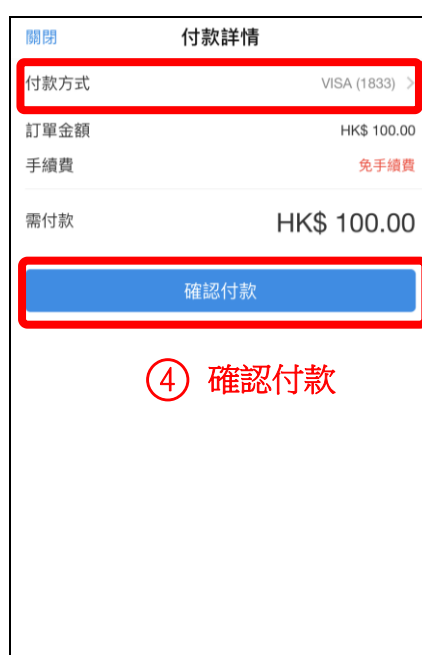 關閉 付款詳情
付款方式 VISA (1833) >
訂單金額 HK$ 100.00
手續費 免手續費
需付款 HK$ 100.00
確認付款
④ 確認付款